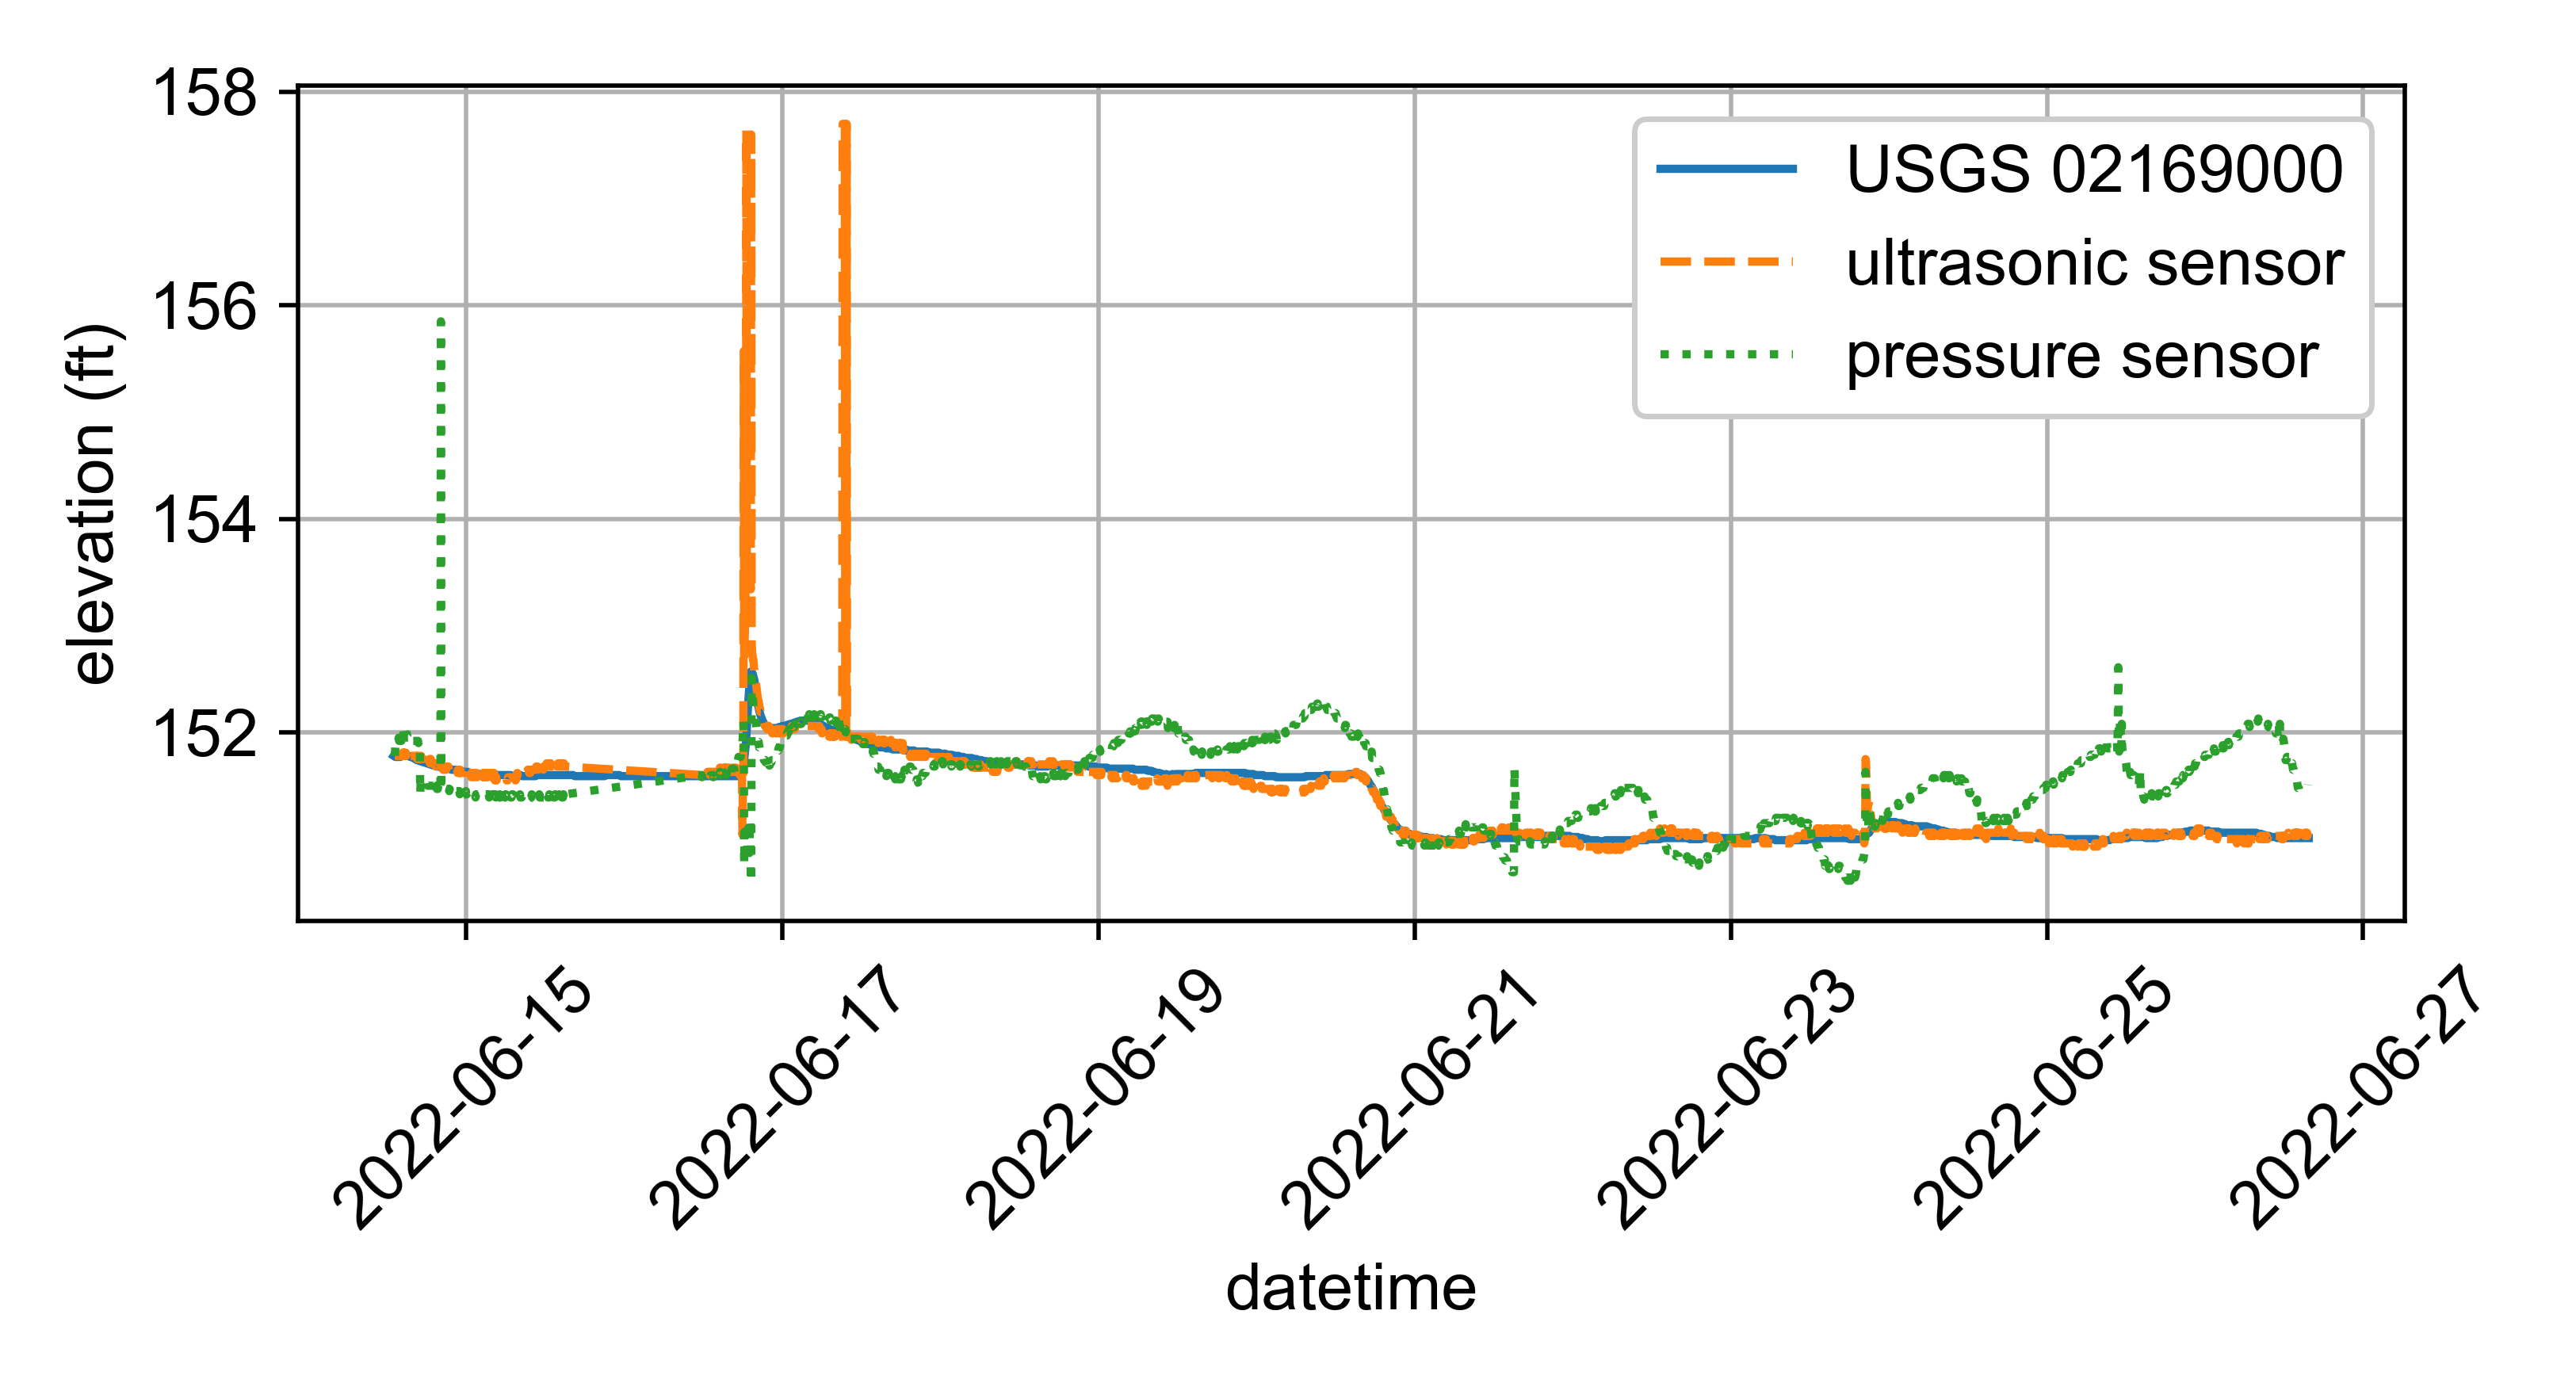 158
156
154
152
elevation (ft)
USGS 02169000
ultrasonic sensor
pressure sensor
2022-06-15
2022-06-17
2022-06-19
2022-06-21
2022-06-23
2022-06-25
2022-06-27
datetime